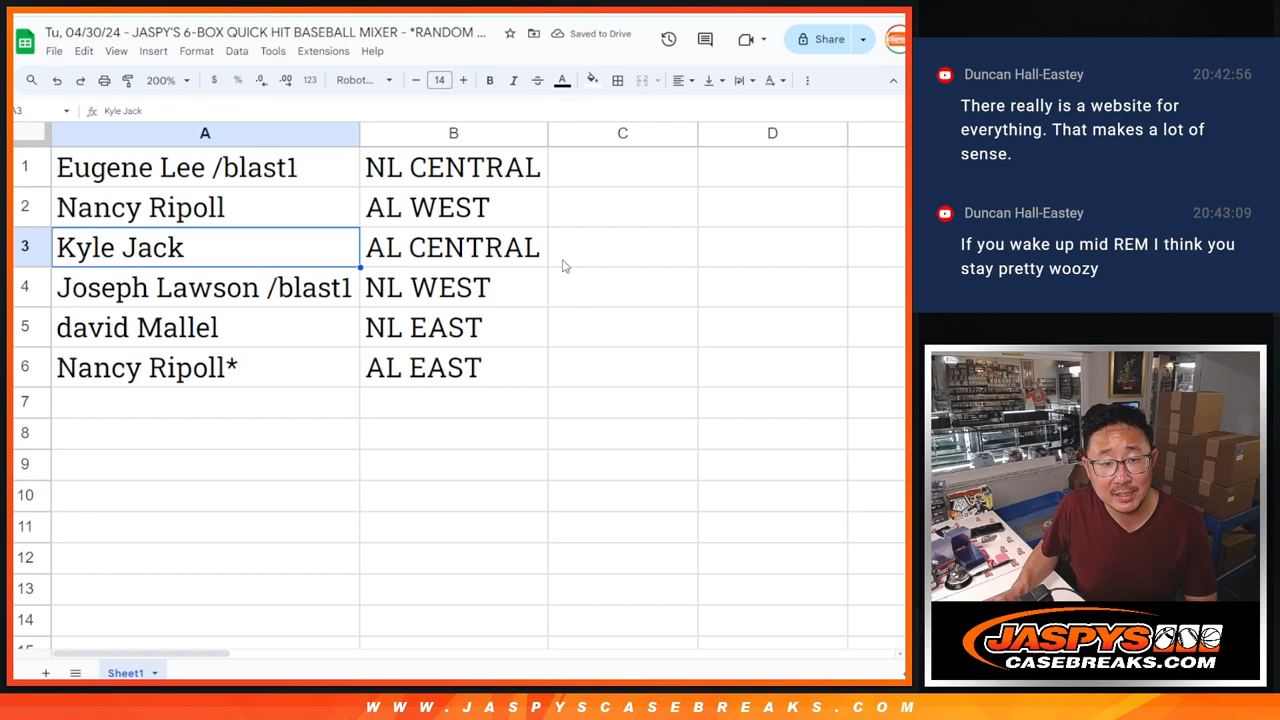 Tu, 04/30/24 - JASPY'S 6-BOX QUICK HIT BASEBALL MIXER - *RANDOM ...
Saved to Drive
File Edit View Insert Format Data Tools Extensions Help
Share
200% $ % .0 .00 123 Robot... 14 B I A
A3 fx Kyle Jack
A B C D
1 Eugene Lee /blast1 NL CENTRAL
2 Nancy Ripoll AL WEST
3 Kyle Jack AL CENTRAL
4 Joseph Lawson /blast1 NL WEST
5 david Mallel NL EAST
6 Nancy Ripoll* AL EAST
7
8
9
10
11
12
13
14
15
Sheet1
Duncan Hall-Eastey 20:42:56
There really is a website for
everything. That makes a lot of
sense.
Duncan Hall-Eastey 20:43:09
If you wake up mid REM I think you
stay pretty woozy
JASPYS
CASEBREAKS.COM
WWW.JASPYSCASEBREAKS.COM